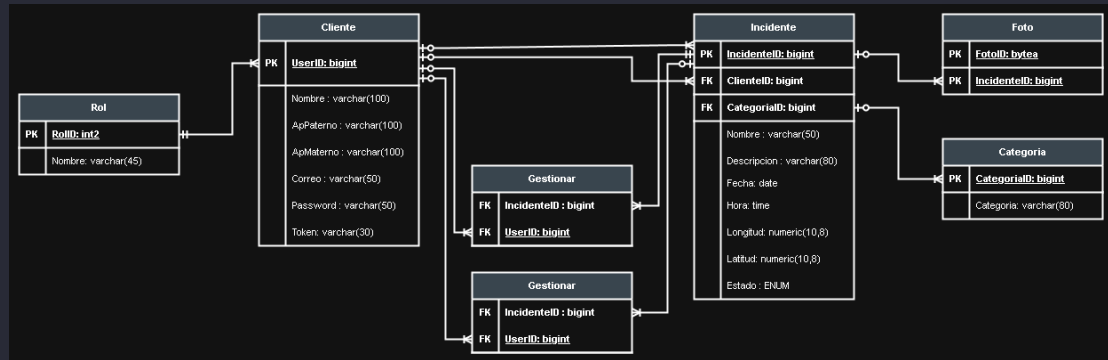 Rol
PK RolID: int2
Nombre: varchar(45)
Cliente
PK UserID: bigint
Nombre : varchar(100)
ApPaterno : varchar(100)
ApMaterno : varchar(100)
Correo : varchar(50)
Password : varchar(50)
Token: varchar(30)
Gestionar
FK IncidenteID : bigint
FK UserID: bigint
Gestionar
FK IncidenteID : bigint
FK UserID: bigint
Incidente
PK IncidenteID: bigint
FK ClienteID: bigint
FK CategoriaID: bigint
Nombre : varchar(50)
Descripcion : varchar(80)
Fecha: date
Hora: time
Longitud: numeric(10,8)
Latitud: numeric(10,8)
Estado : ENUM
Foto
PK FotoID: bytea
PK IncidenteID: bigint
Categoria
PK CategoriaID: bigint
Categoria: varchar(80)